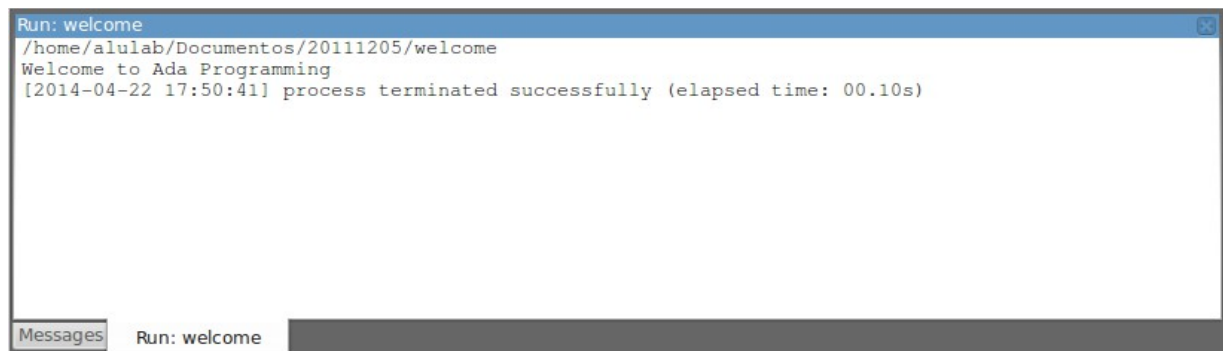 Run: welcome
/home/alulab/Documentos/20111205/welcome
Welcome to Ada Programming
[2014-04-22 17:50:41] process terminated successfully (elapsed time: 00.10s)
Messages
Run: welcome